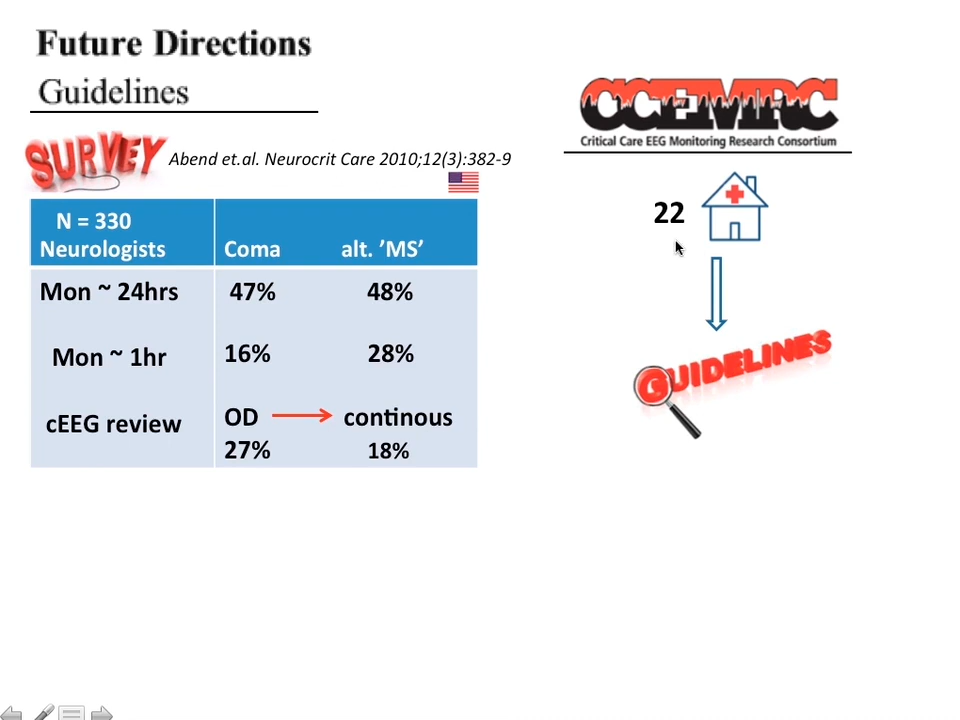 Future Directions
Guidelines
SURVEY
Abend et.al. Neurocrit Care 2010;12(3):382-9
N = 330
Neurologists
Coma
alt. ’MS’
Mon ~ 24hrs
47%
48%
Mon ~ 1hr
16%
28%
cEEG review
OD
continous
27%
18%
CCEMRC
Critical Care EEG Monitoring Research Consortium
22
GUIDELINES